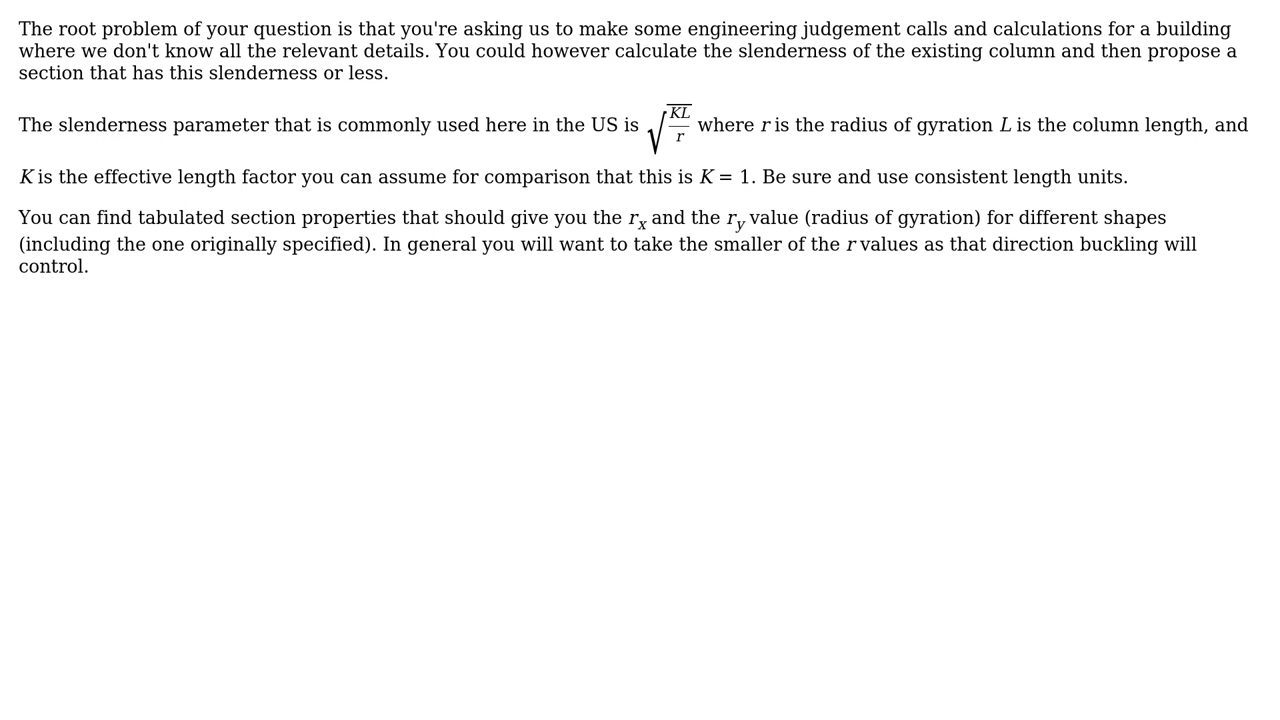 The root problem of your question is that you're asking us to make some engineering judgement calls and calculations for a building
where we don't know all the relevant details. You could however calculate the slenderness of the existing column and then propose a
section that has this slenderness or less.
The slenderness parameter that is commonly used here in the US is $\sqrt{\frac{KL}{r}}$ where r is the radius of gyration L is the column length, and
K is the effective length factor you can assume for comparison that this is K = 1. Be sure and use consistent length units.
You can find tabulated section properties that should give you the $r_x$ and the $r_y$ value (radius of gyration) for different shapes
(including the one originally specified). In general you will want to take the smaller of the r values as that direction buckling will
control.